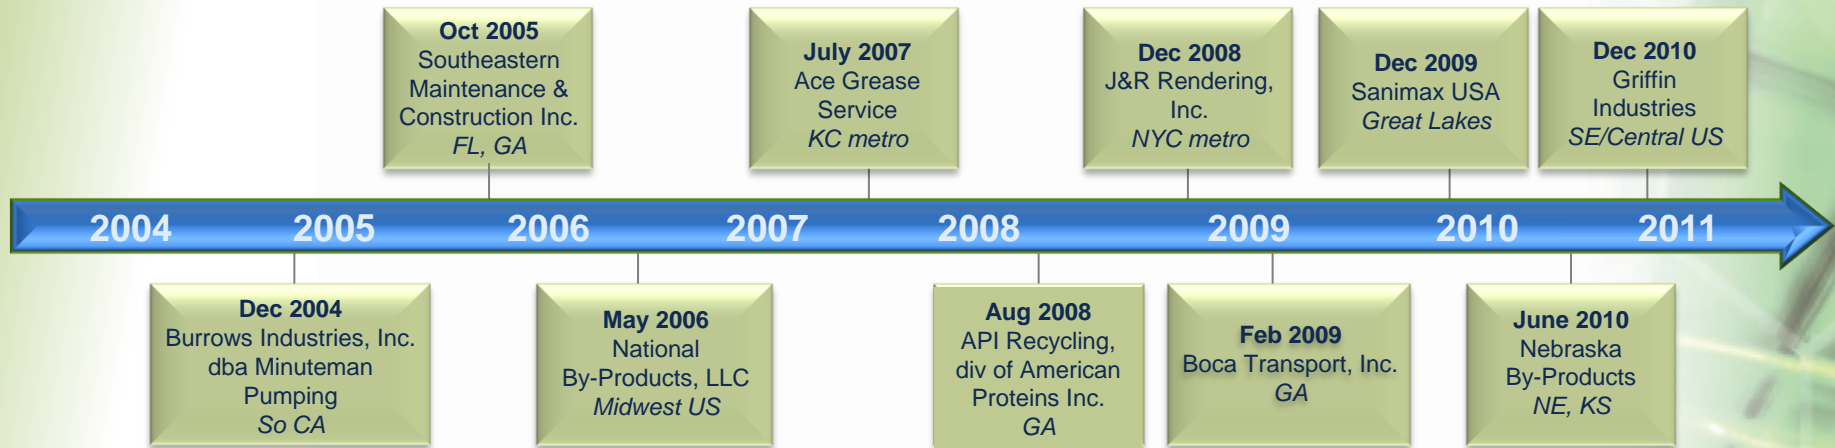 Oct 2005
Southeastern
Maintenance &
Construction Inc.
FL, GA
July 2007
Ace Grease
Service
KC metro
Dec 2008
J&R Rendering,
Inc.
NYC metro
Dec 2009
Sanimax USA
Great Lakes
Dec 2010
Griffin
Industries
SE/Central US
2004 2005 2006 2007 2008 2009 2010 2011
Dec 2004
Burrows Industries, Inc.
dba Minuteman
Pumping
So CA
May 2006
National
By-Products, LLC
Midwest US
Aug 2008
API Recycling,
div of American
Proteins Inc.
GA
Feb 2009
Boca Transport, Inc.
GA
June 2010
Nebraska
By-Products
NE, KS